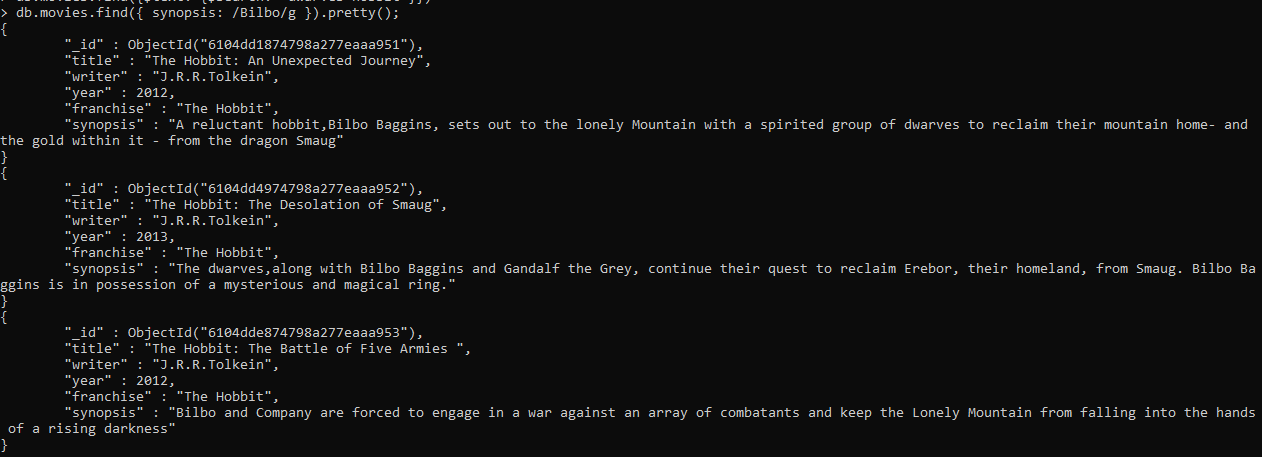 > db.movies.find({ synopsis: /Bilbo/g }).pretty();
{
        "_id" : ObjectId("6104dd1874798a277eaaa951"),
        "title" : "The Hobbit: An Unexpected Journey",
        "writer" : "J.R.R.Tolkein",
        "year" : 2012,
        "franchise" : "The Hobbit",
        "synopsis" : "A reluctant hobbit,Bilbo Baggins, sets out to the lonely Mountain with a spirited group of dwarves to reclaim their mountain home- and
the gold within it - from the dragon Smaug"
}
{
        "_id" : ObjectId("6104dd4974798a277eaaa952"),
        "title" : "The Hobbit: The Desolation of Smaug",
        "writer" : "J.R.R.Tolkein",
        "year" : 2013,
        "franchise" : "The Hobbit",
        "synopsis" : "The dwarves,along with Bilbo Baggins and Gandalf the Grey, continue their quest to reclaim Erebor, their homeland, from Smaug. Bilbo Ba
ggins is in possession of a mysterious and magical ring."
}
{
        "_id" : ObjectId("6104dde874798a277eaaa953"),
        "title" : "The Hobbit: The Battle of Five Armies ",
        "writer" : "J.R.R.Tolkein",
        "year" : 2012,
        "franchise" : "The Hobbit",
        "synopsis" : "Bilbo and Company are forced to engage in a war against an array of combatants and keep the Lonely Mountain from falling into the hands
 of a rising darkness"
}